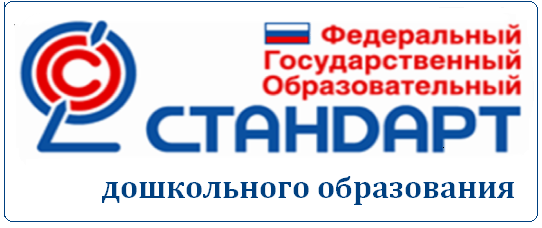 Федеральный
Государственный
Образовательный
СТАНДАРТ
дошкольного образования